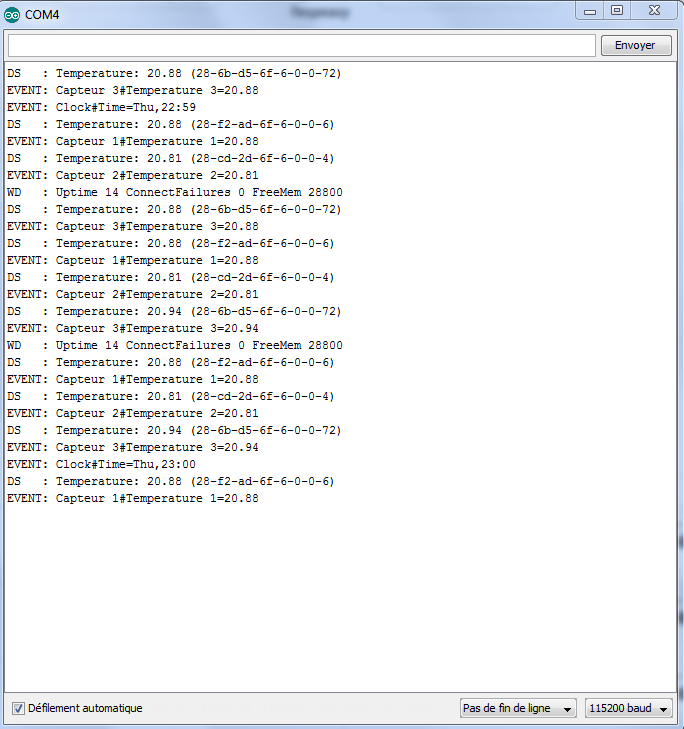 COM4
Envoyer
DS   : Temperature: 20.88 (28-6b-d5-6f-6-0-0-72)
EVENT: Capteur 3#Temperature 3=20.88
EVENT: Clock#Time=Thu,22:59
DS   : Temperature: 20.88 (28-f2-ad-6f-6-0-0-6)
EVENT: Capteur 1#Temperature 1=20.88
DS   : Temperature: 20.81 (28-cd-2d-6f-6-0-0-4)
EVENT: Capteur 2#Temperature 2=20.81
WD   : Uptime 14 ConnectFailures 0 FreeMem 28800
DS   : Temperature: 20.88 (28-6b-d5-6f-6-0-0-72)
EVENT: Capteur 3#Temperature 3=20.88
DS   : Temperature: 20.88 (28-f2-ad-6f-6-0-0-6)
EVENT: Capteur 1#Temperature 1=20.88
DS   : Temperature: 20.81 (28-cd-2d-6f-6-0-0-4)
EVENT: Capteur 2#Temperature 2=20.81
DS   : Temperature: 20.94 (28-6b-d5-6f-6-0-0-72)
EVENT: Capteur 3#Temperature 3=20.94
WD   : Uptime 14 ConnectFailures 0 FreeMem 28800
DS   : Temperature: 20.88 (28-f2-ad-6f-6-0-0-6)
EVENT: Capteur 1#Temperature 1=20.88
DS   : Temperature: 20.81 (28-cd-2d-6f-6-0-0-4)
EVENT: Capteur 2#Temperature 2=20.81
DS   : Temperature: 20.94 (28-6b-d5-6f-6-0-0-72)
EVENT: Capteur 3#Temperature 3=20.94
EVENT: Clock#Time=Thu,23:00
DS   : Temperature: 20.88 (28-f2-ad-6f-6-0-0-6)
EVENT: Capteur 1#Temperature 1=20.88
Défilement automatique
Pas de fin de ligne
115200 baud